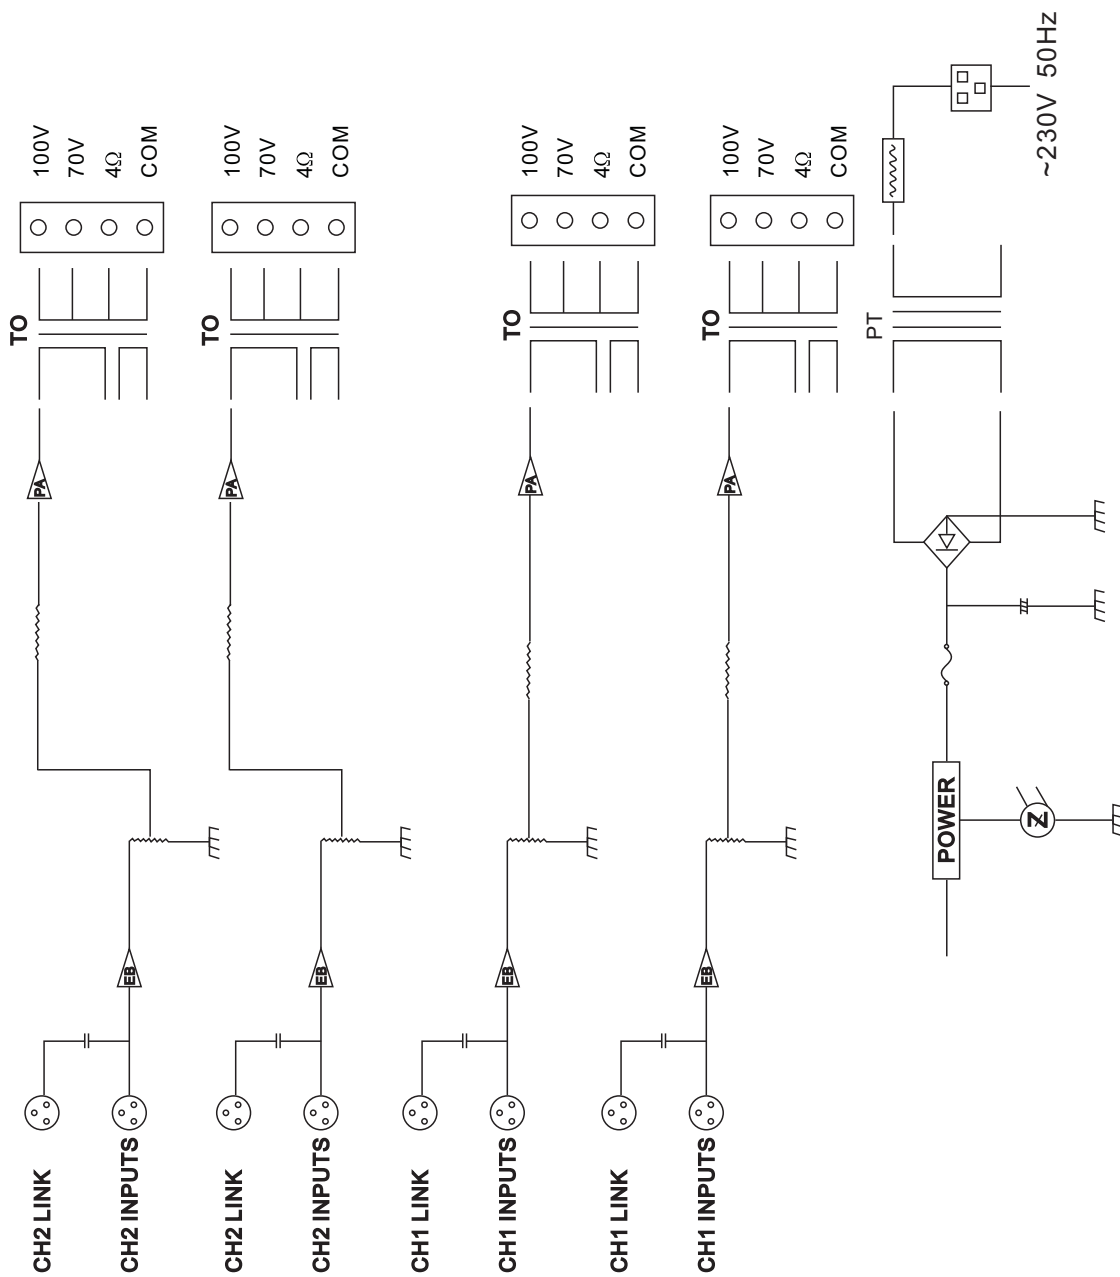 100V
70V
4Ω
COM
TO
PA
EB
CH2 LINK
CH2 INPUTS
100V
70V
4Ω
COM
TO
PA
EB
CH2 LINK
CH2 INPUTS
100V
70V
4Ω
COM
TO
PA
EB
CH1 LINK
CH1 INPUTS
100V
70V
4Ω
COM
TO
PA
EB
CH1 LINK
CH1 INPUTS
~230V 50Hz
PT
POWER
Z